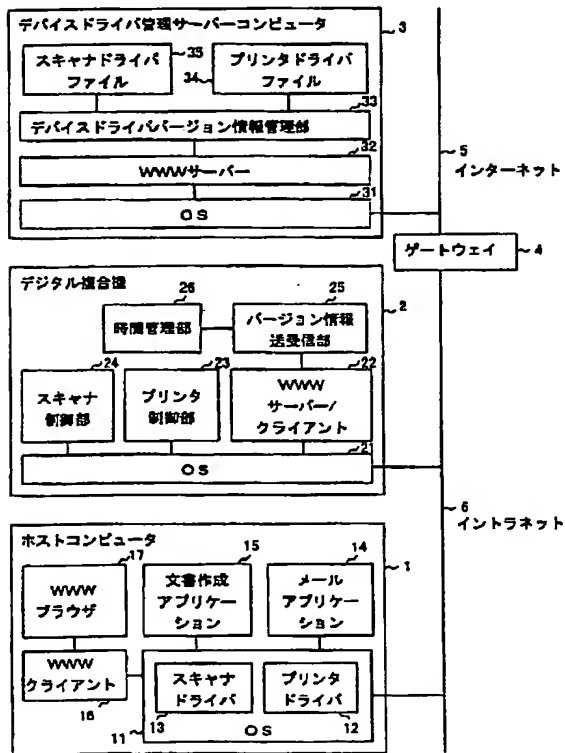 デバイスドライバ管理サーバーコンピュータ
3
スキャナドライバ
ファイル
35
プリンタドライバ
ファイル
34
33
デバイスドライババージョン情報管理部
32
WWWサーバー
31
OS
5
インターネット
ゲートウェイ
4
デジタル複合機
2
26
時間管理部
25
バージョン情報
送受信部
24
スキャナ
制御部
23
プリンタ
制御部
22
WWW
サーバー/
クライアント
21
OS
6
イントラネット
ホストコンピュータ
1
17
WWW
ブラウザ
15
文書作成
アプリケー
ション
14
メール
アプリケー
ション
WWW
クライアント
16
スキャナ
ドライバ
プリンタ
ドライバ
11
13
OS
12